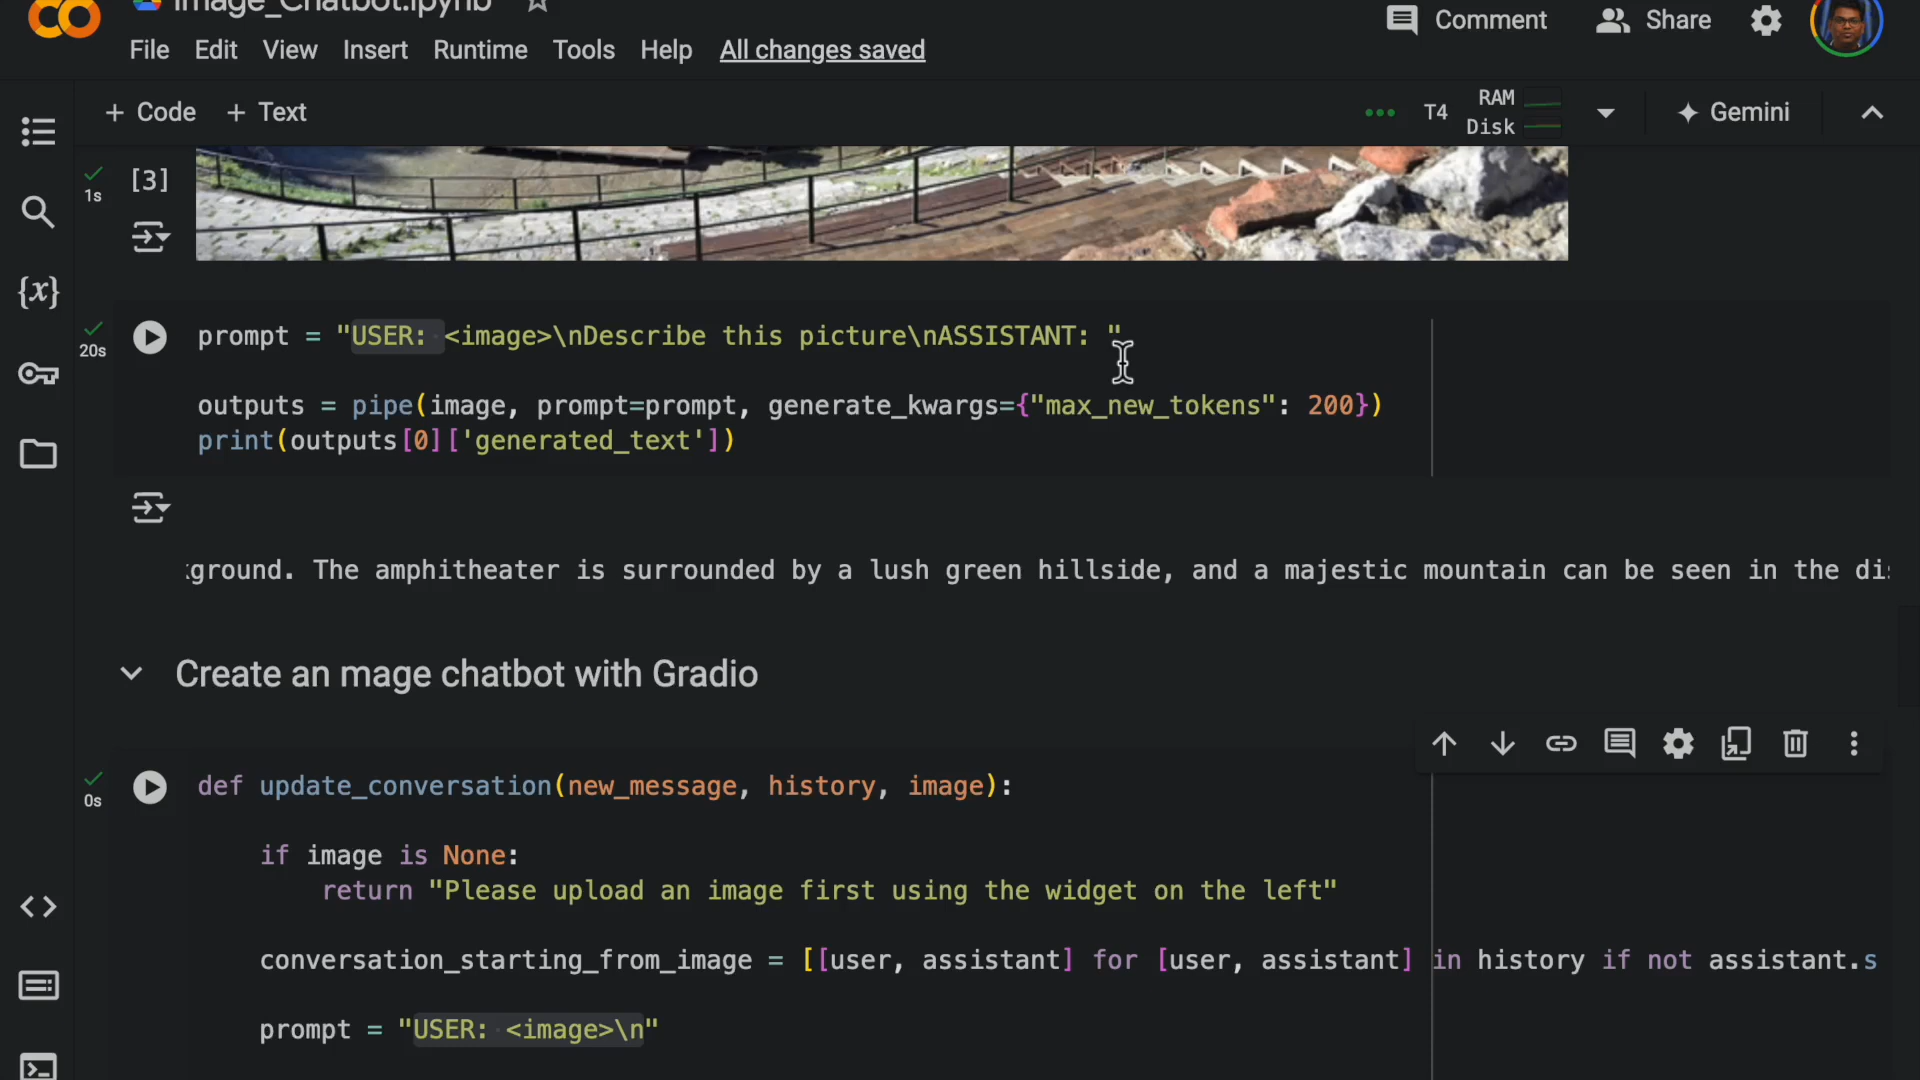 Image_Chatbot.ipynb
Comment
Share
File Edit View Insert Runtime Tools Help All changes saved
+ Code + Text
T4
RAM
Disk
Gemini
1s
[3]
{x}
20s
prompt = "USER: <image>\nDescribe this picture\nASSISTANT: "
outputs = pipe(image, prompt=prompt, generate_kwargs={"max_new_tokens": 200})
print(outputs[0]['generated_text'])
ground. The amphitheater is surrounded by a lush green hillside, and a majestic mountain can be seen in the
Create an mage chatbot with Gradio
0s
def update_conversation(new_message, history, image):
if image is None:
return "Please upload an image first using the widget on the left"
conversation_starting_from_image = [[user, assistant] for [user, assistant] in history if not assistant.s
prompt = "USER: <image>\n"